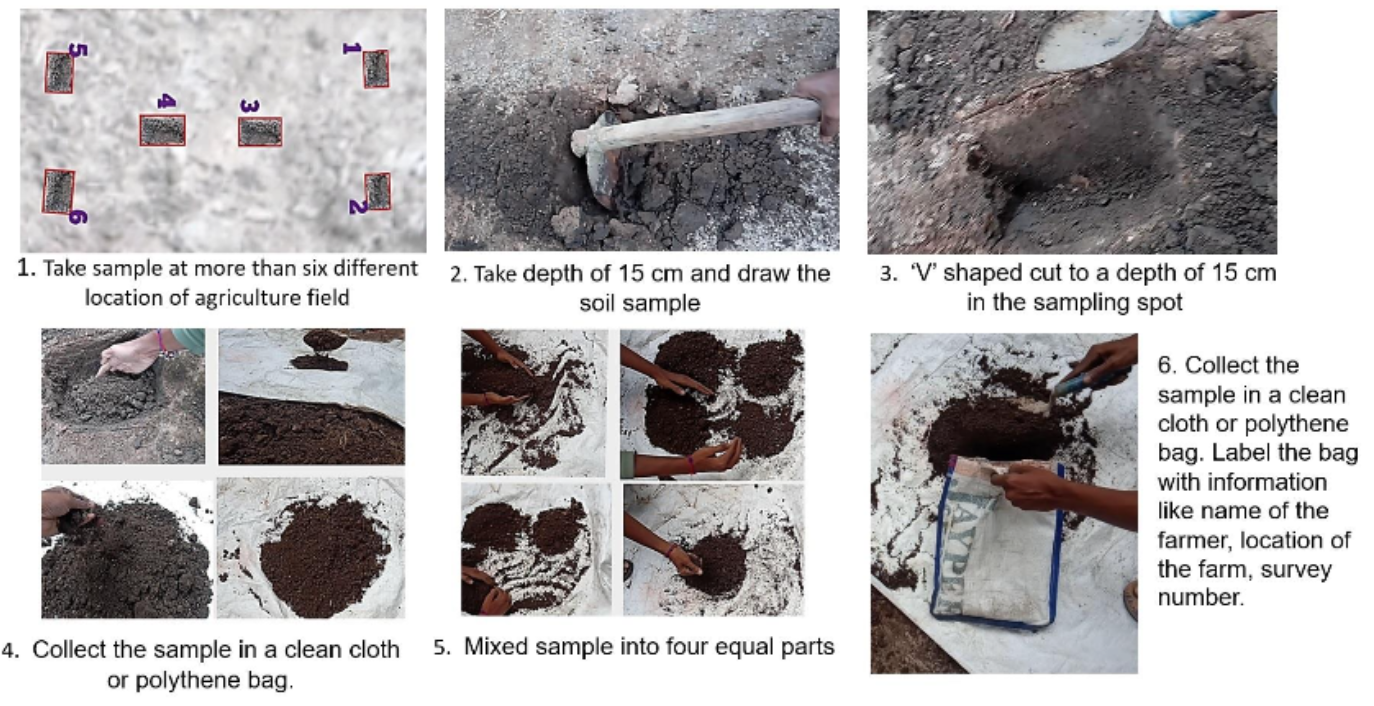 5
1
4
3
6
2
1. Take sample at more than six different
location of agriculture field
2. Take depth of 15 cm and draw the
soil sample
3. ‘V’ shaped cut to a depth of 15 cm
in the sampling spot
4. Collect the sample in a clean cloth
or polythene bag.
5. Mixed sample into four equal parts
6. Collect the
sample in a clean
cloth or polythene
bag. Label the bag
with information
like name of the
farmer, location of
the farm, survey
number.